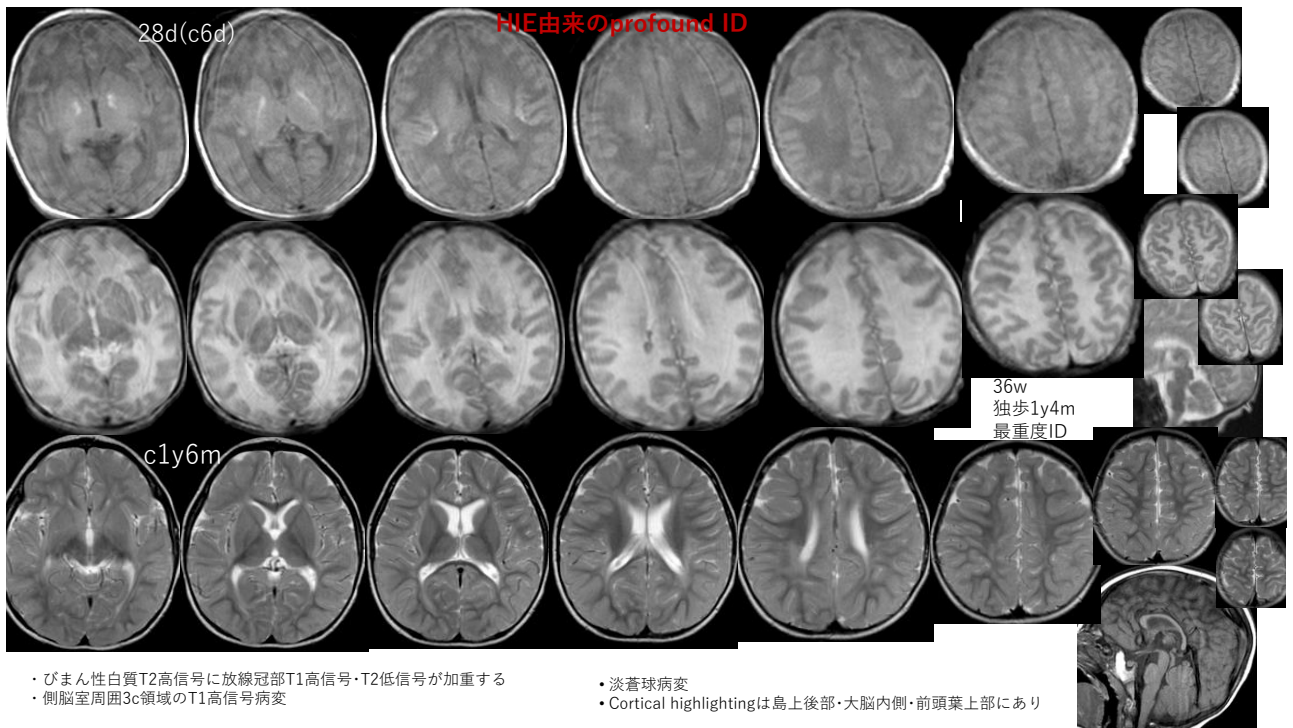 HIE由来のprofound ID
28d(c6d)
36w
独歩1y4m
最重度ID
c1y6m
・びまん性白質T2高信号に放線冠部T1高信号・T2低信号が加重する
・側脳室周囲3c領域のT1高信号病変
• 淡蒼球病変
• Cortical highlightingは島上後部・大脳内側・前頭葉上部にあり